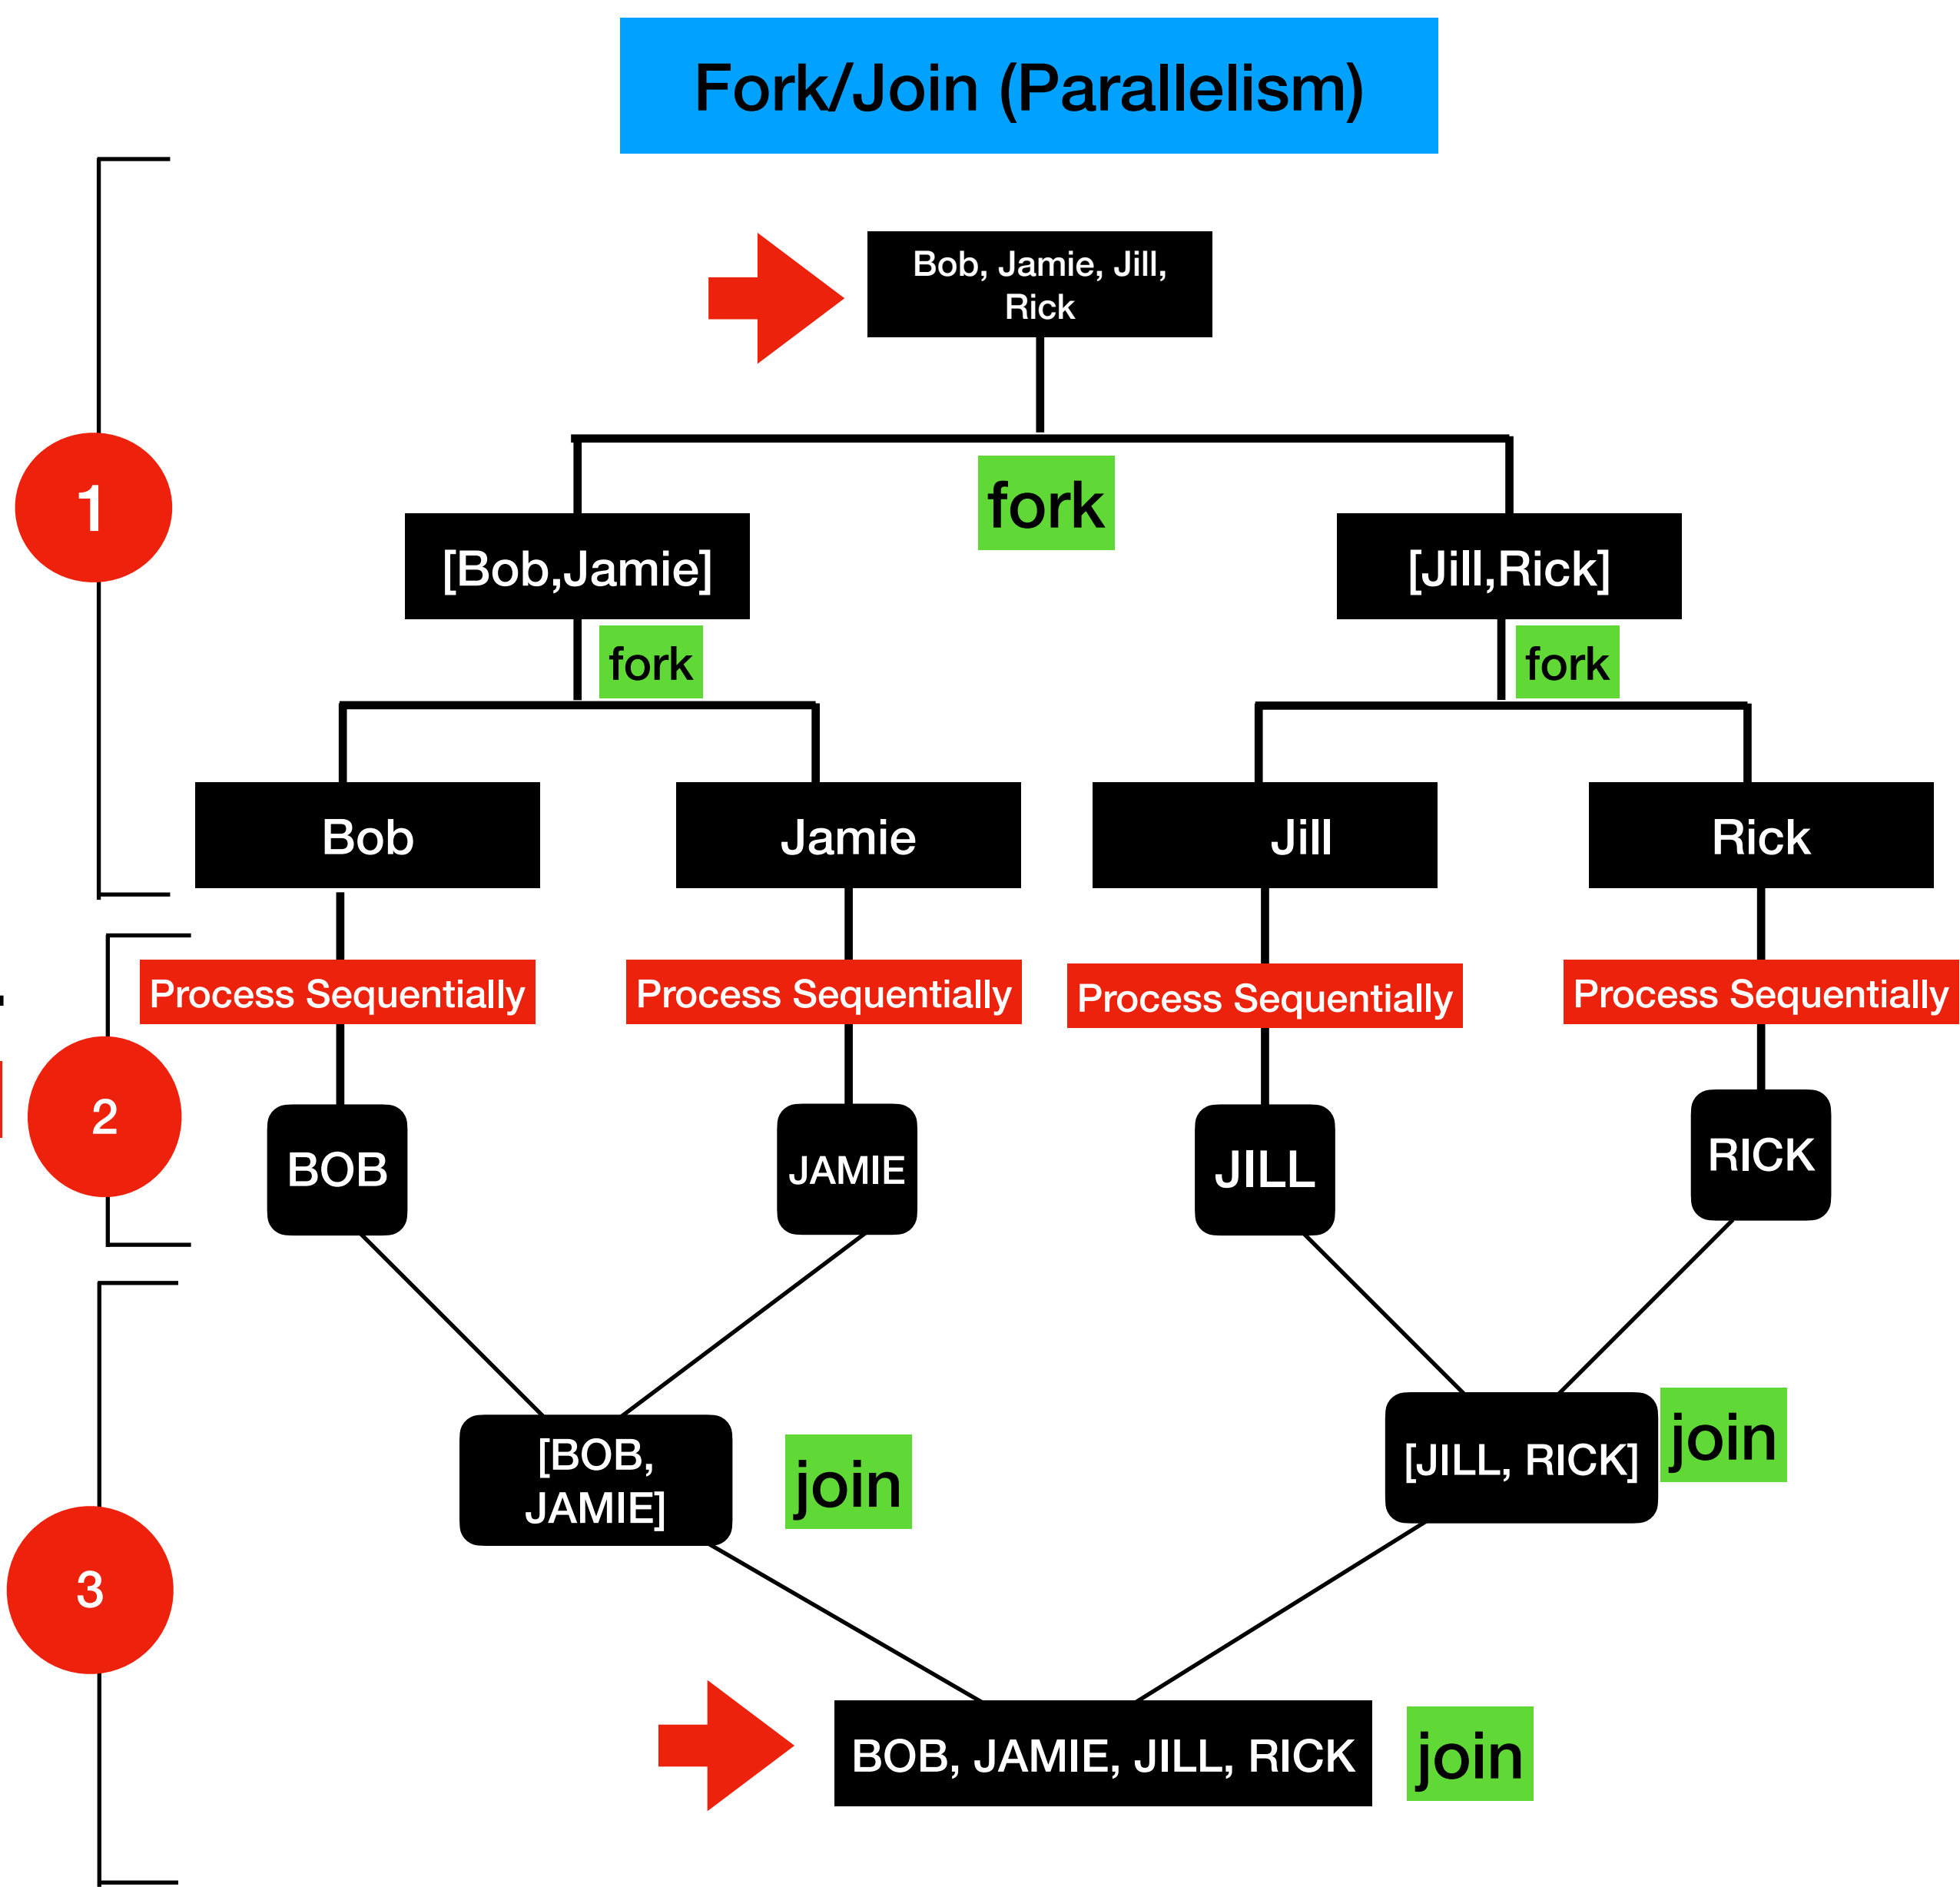 Fork/Join (Parallelism)
Bob, Jamie, Jill,
Rick
fork
1
[Bob,Jamie]
[Jill,Rick]
fork
fork
Bob
Jamie
Jill
Rick
Process Sequentially
Process Sequentially
Process Sequentially
Process Sequentially
2
BOB
JAMIE
JILL
RICK
[BOB,
JAMIE]
join
[JILL, RICK]
join
3
BOB, JAMIE, JILL, RICK
join